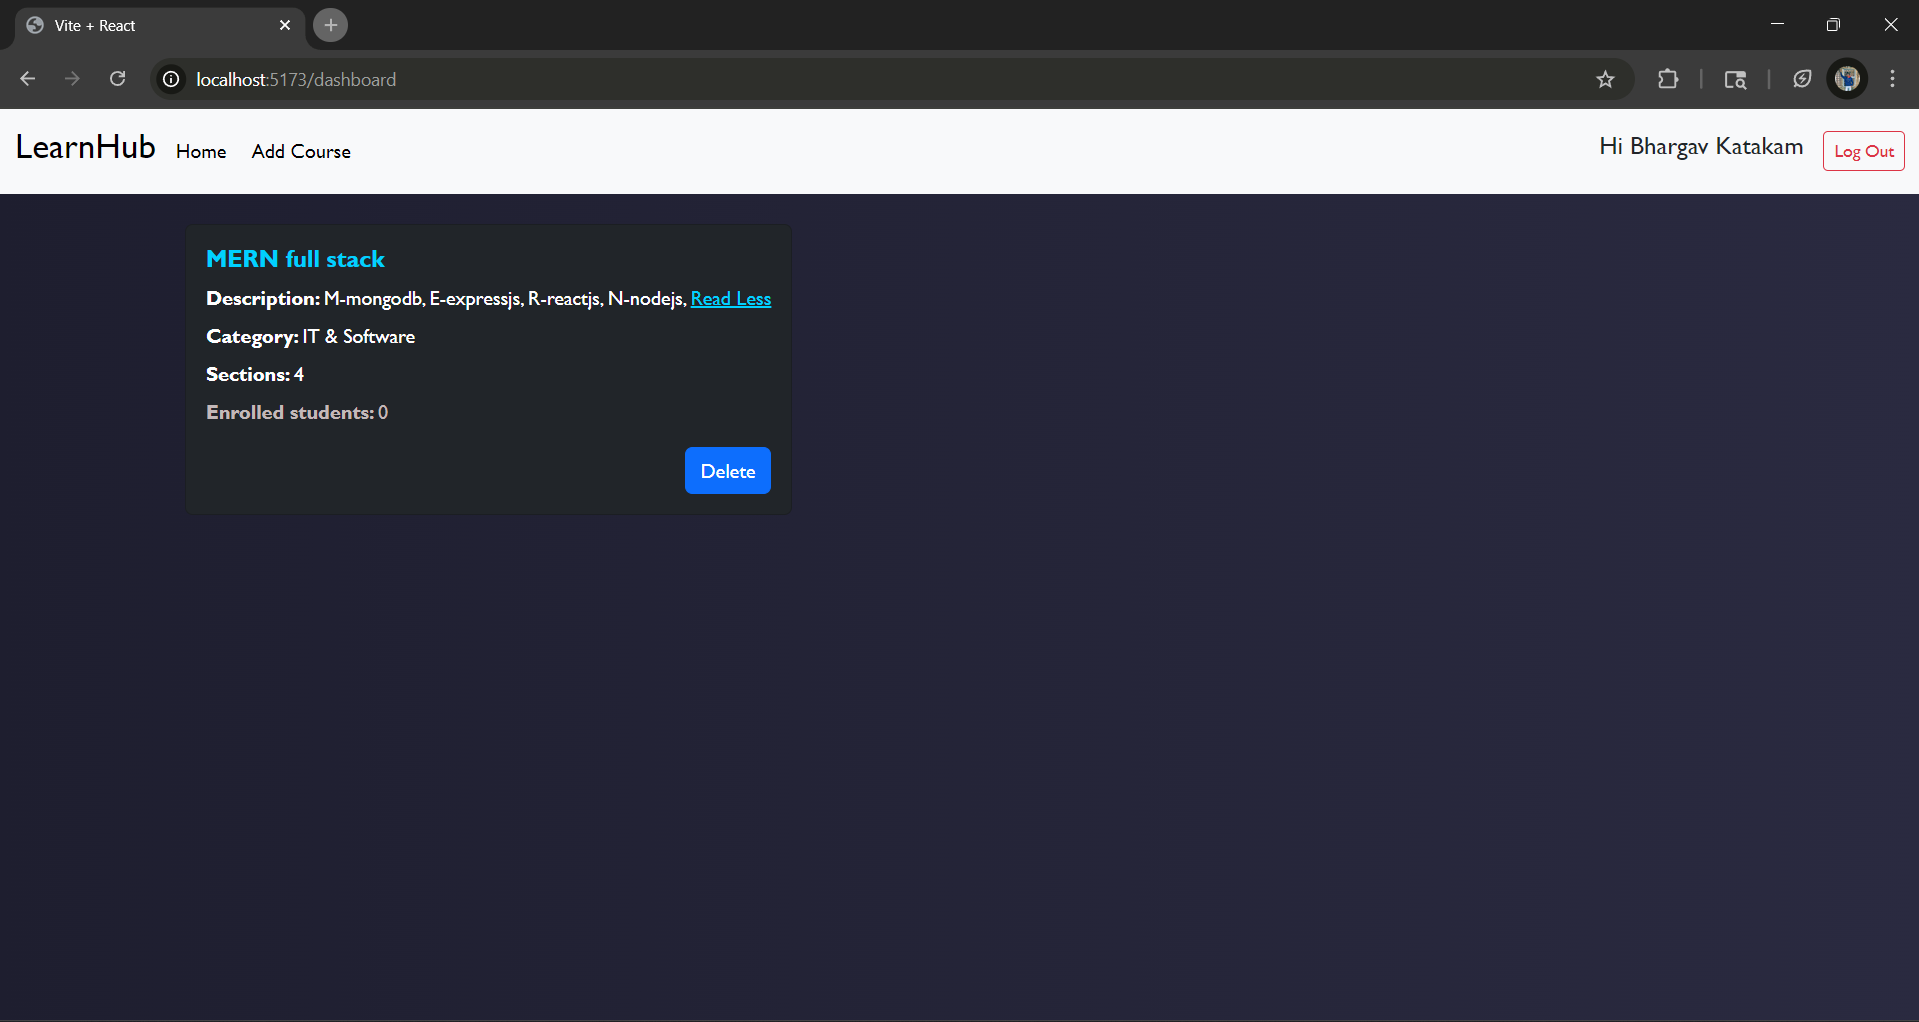 Vite + React
localhost:5173/dashboard
LearnHub Home Add Course Hi Bhargav Katakam Log Out
MERN full stack
Description: M-mongodb, E-expressjs, R-reactjs, N-nodejs, Read Less
Category: IT & Software
Sections: 4
Enrolled students: 0
Delete